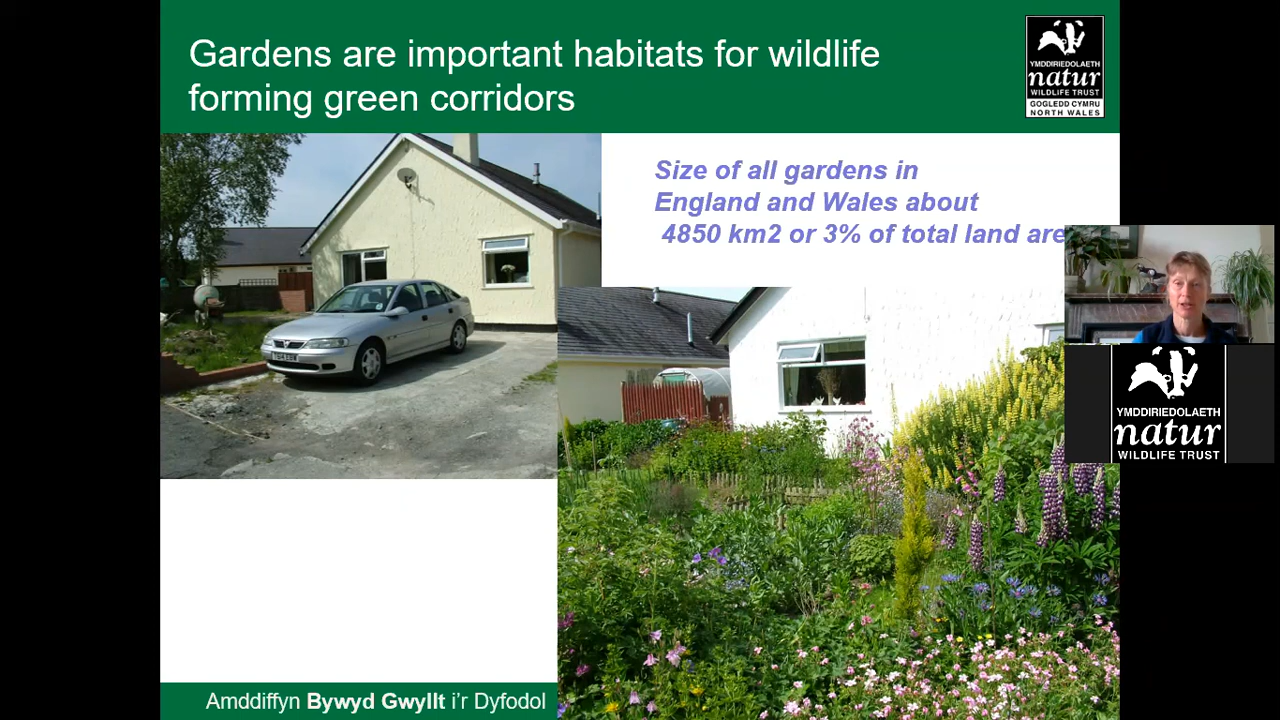 Gardens are important habitats for wildlife
forming green corridors
YMDDIRIEDOLAETH
natur
WILDLIFE TRUST
GOGLEDD CYMRU
NORTH WALES
Size of all gardens in
England and Wales about
4850 km2 or 3% of total land are
YMDDIRIEDOLAETH
natur
WILDLIFE TRUST
Amddiffyn Bywyd Gwyllt i'r Dyfodol